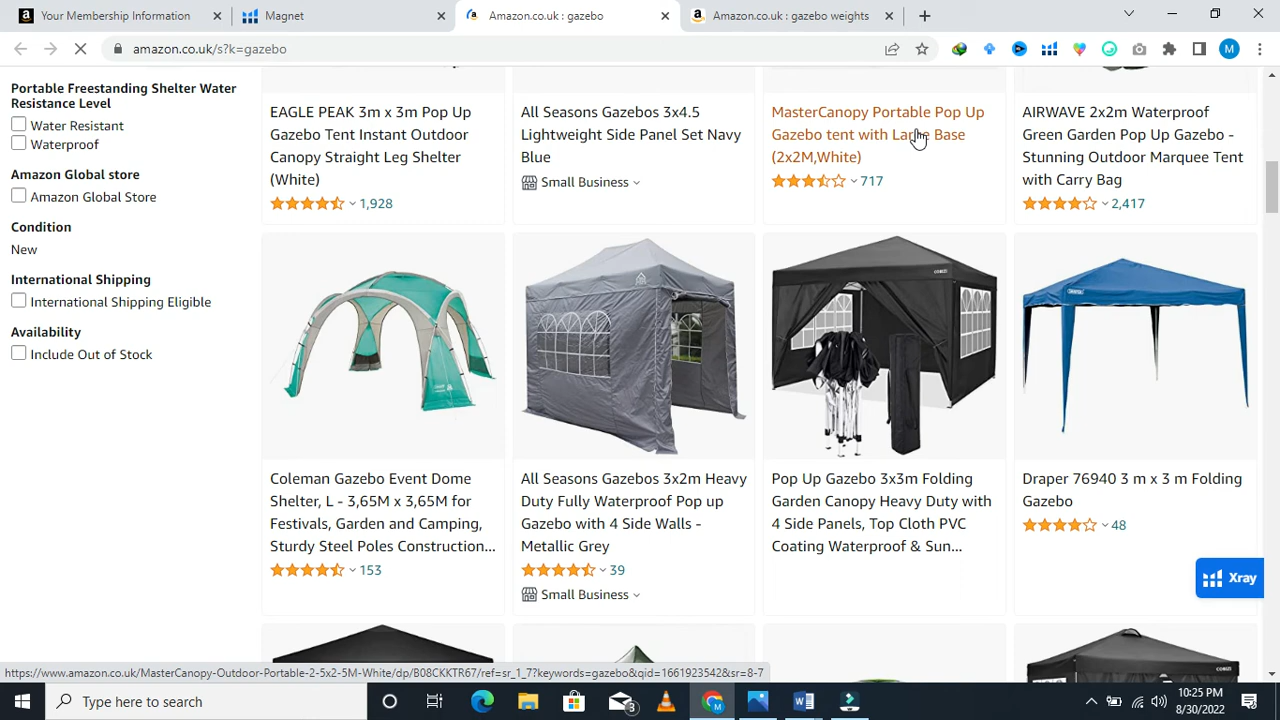 Your Membership Information
Magnet
Amazon.co.uk : gazebo
Amazon.co.uk : gazebo weights
amazon.co.uk/s?k=gazebo
M
Portable Freestanding Shelter Water
Resistance Level
Water Resistant
Waterproof
Amazon Global store
Amazon Global Store
Condition
New
International Shipping
International Shipping Eligible
Availability
Include Out of Stock
EAGLE PEAK 3m x 3m Pop Up
Gazebo Tent Instant Outdoor
Canopy Straight Leg Shelter
(White)
1,928
All Seasons Gazebos 3x4.5
Lightweight Side Panel Set Navy
Blue
Small Business
MasterCanopy Portable Pop Up
Gazebo tent with Large Base
(2x2M,White)
717
AIRWAVE 2x2m Waterproof
Green Garden Pop Up Gazebo -
Stunning Outdoor Marquee Tent
with Carry Bag
2,417
Coleman Gazebo Event Dome
Shelter, L - 3,65M x 3,65M for
Festivals, Garden and Camping,
Sturdy Steel Poles Construction...
153
All Seasons Gazebos 3x2m Heavy
Duty Fully Waterproof Pop up
Gazebo with 4 Side Walls -
Metallic Grey
39
Small Business
Pop Up Gazebo 3x3m Folding
Garden Canopy Heavy Duty with
4 Side Panels, Top Cloth PVC
Coating Waterproof & Sun...
Draper 76940 3 m x 3 m Folding
Gazebo
48
Xray
https://www.amazon.co.uk/MasterCanopy-Outdoor-Portable-2-5x2-5M-White/dp/B08CKKTR67/ref=sr_1_7?keywords=gazebo&qid=1661923542&sr=8-7
Type here to search
3
10:25 PM
8/30/2022